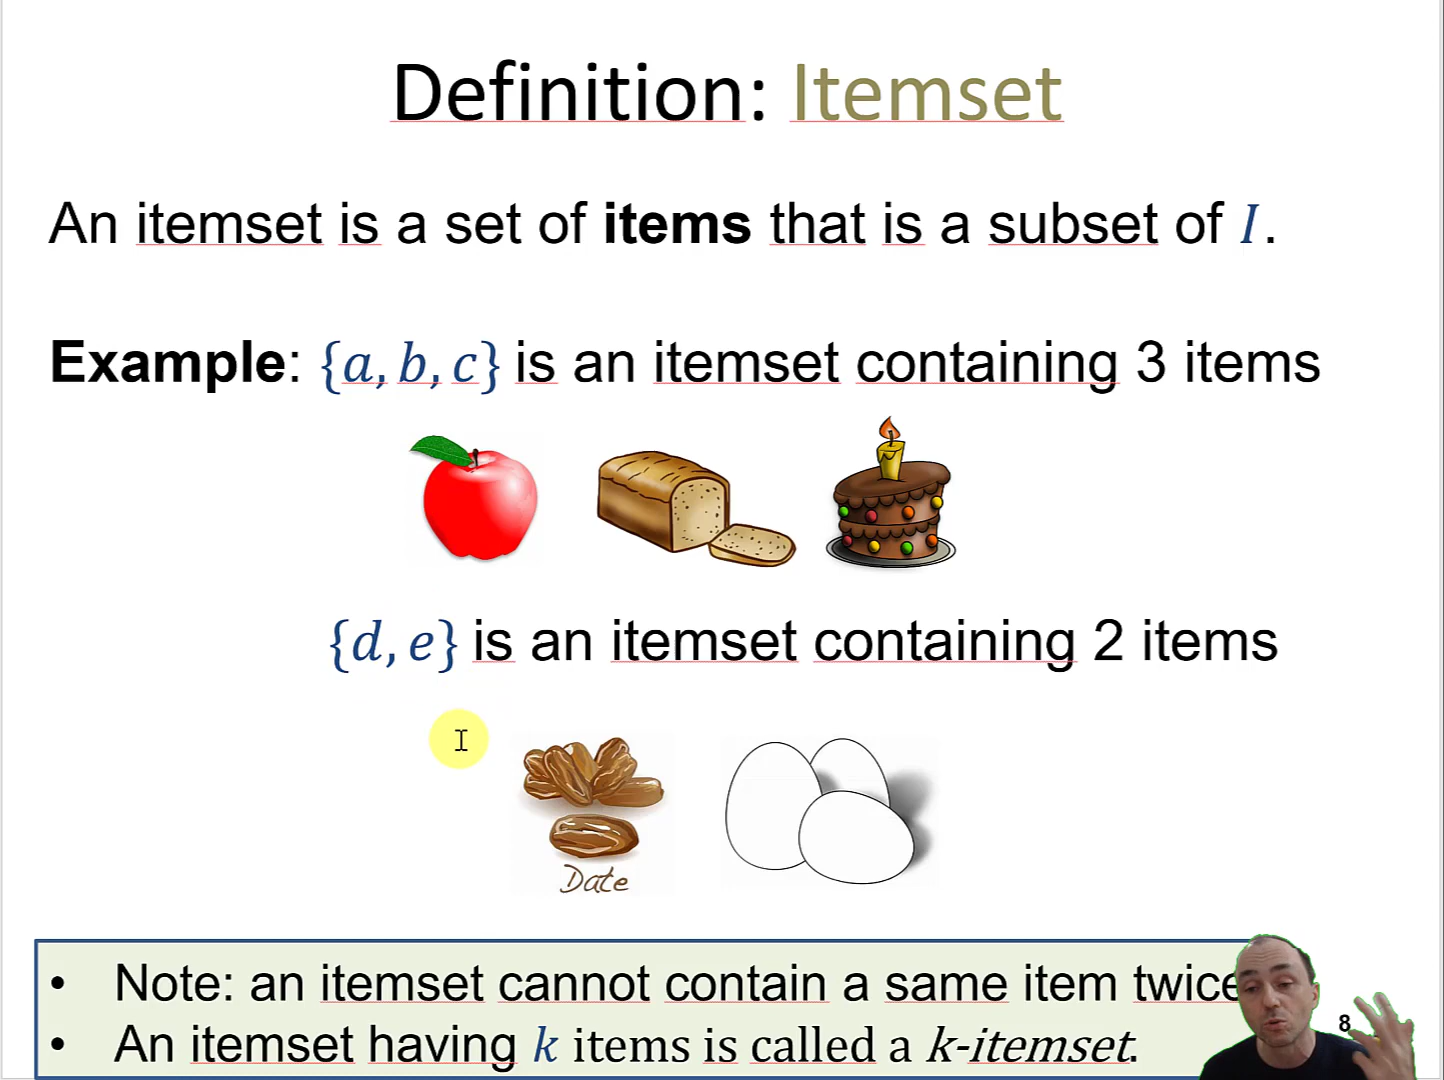 Definition: Itemset
An itemset is a set of items that is a subset of I.
Example: {a, b, c} is an itemset containing 3 items
{d, e} is an itemset containing 2 items
Date
• Note: an itemset cannot contain a same item twice
• An itemset having k items is called a k-itemset.
8